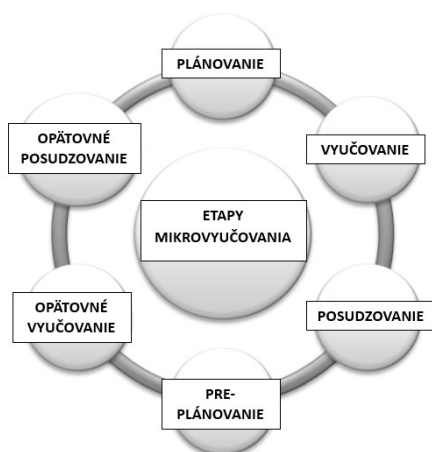 PLÁNOVANIE
VYUČOVANIE
POSUDZOVANIE
PRE-
PLÁNOVANIE
OPÄTOVNÉ
VYUČOVANIE
OPÄTOVNÉ
POSUDZOVANIE
ETAPY
MIKROVYUČOVANIA